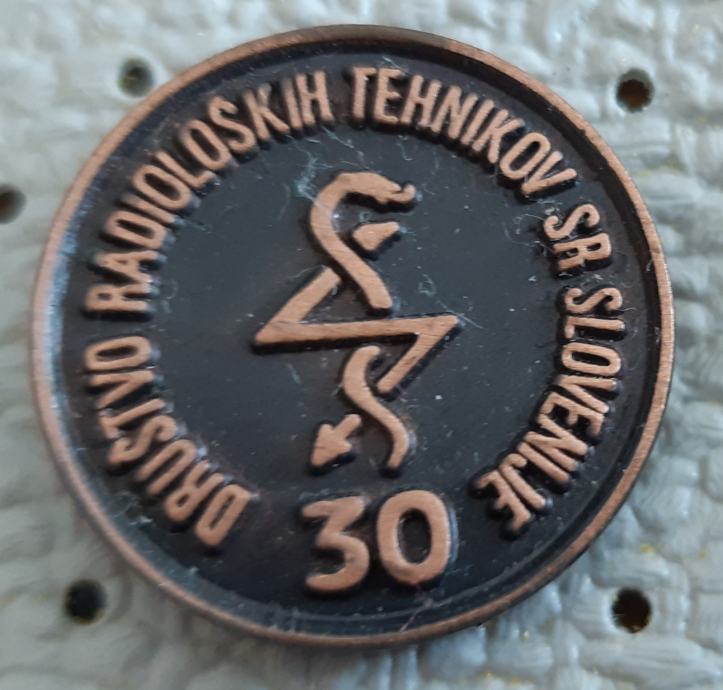 DRUSTVO RADIOLOSKIH TEHNIKOV SR SLOVENIJE
30